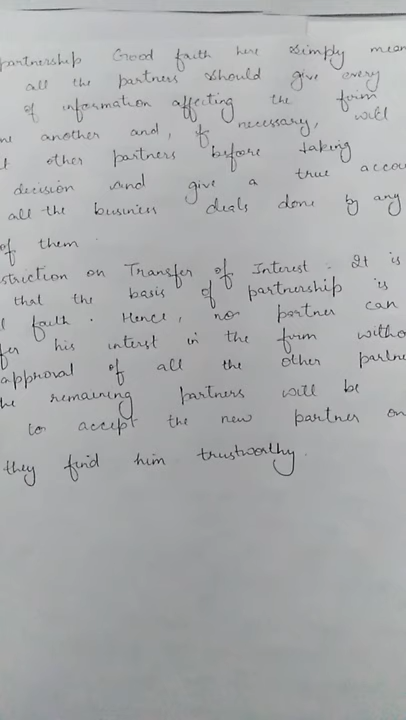 partnership Good faith here simply mean
all the partners should give every
of information affecting the firm
ne another and, if necessary, will
t other partners before taking
decision and give a true accou
all the business deals done by any
of them.
striction on Transfer of Interest. It is
that the basis of partnership is
l faith. Hence, no partner can
fer his interst in the firm witho
approval of all the other partne
he remaining partners will be
to accept the new partner on
they find him trustworthy.